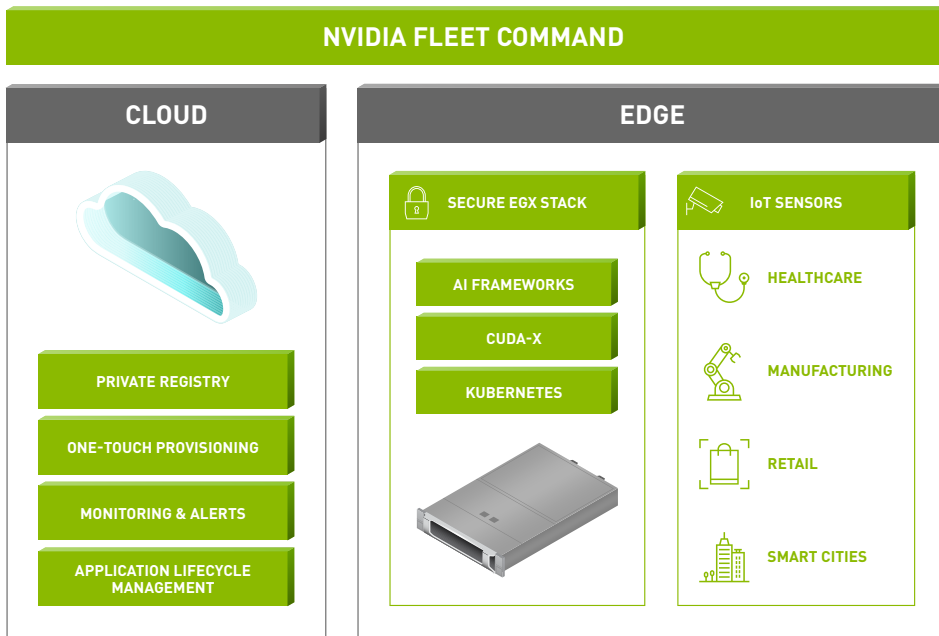 NVIDIA FLEET COMMAND
CLOUD
PRIVATE REGISTRY
ONE-TOUCH PROVISIONING
MONITORING & ALERTS
APPLICATION LIFECYCLE
MANAGEMENT
EDGE
SECURE EGX STACK
AI FRAMEWORKS
CUDA-X
KUBERNETES
IoT SENSORS
HEALTHCARE
MANUFACTURING
RETAIL
SMART CITIES